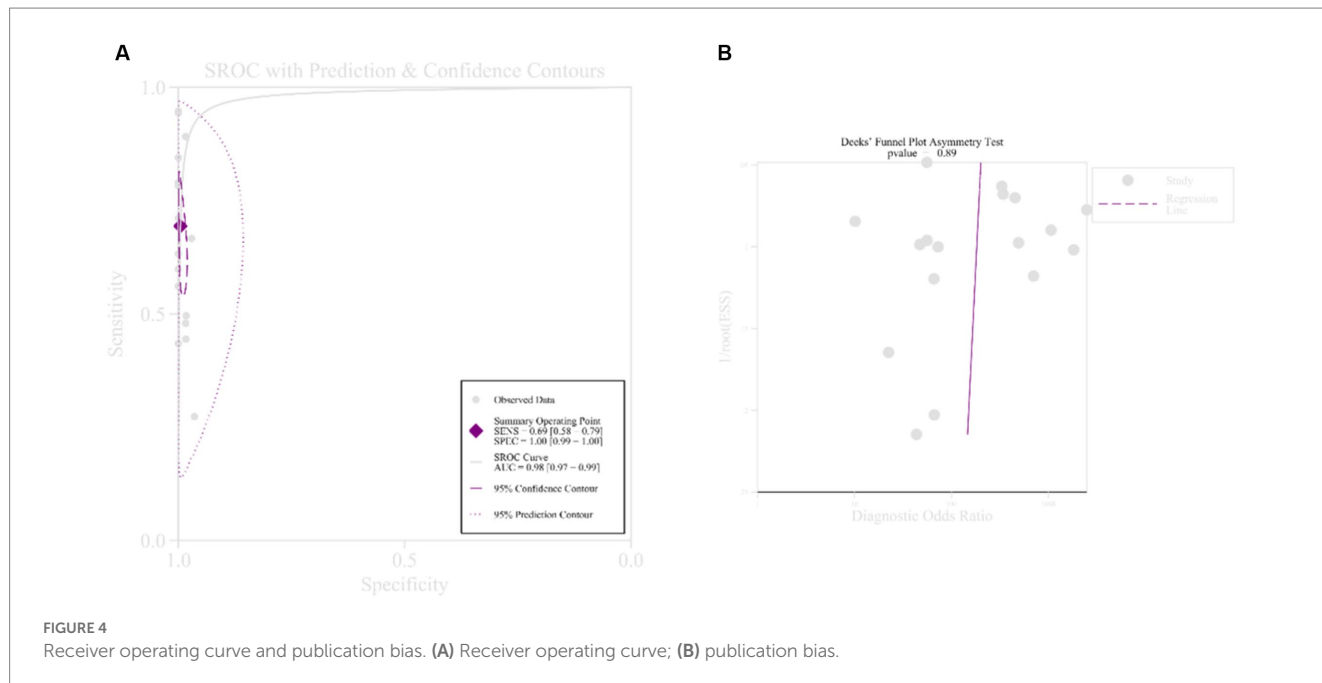 A
SROC with Prediction & Confidence Contours
1.0
0.5
0.0
Sensitivity
1.0
0.5
0.0
Specificity
Observed Data
Summary Operating Point
SENS = 0.69 [0.58 – 0.79]
SPEC = 1.00 [0.99 – 1.00]
SROC Curve
AUC = 0.98 [0.97 – 0.99]
95% Confidence Contour
95% Prediction Contour
B
Deeks' Funnel Plot Asymmetry Test
pvalue = 0.89
1/root(ESS)
Diagnostic Odds Ratio
Study
Regression
Line
FIGURE 4
Receiver operating curve and publication bias. (A) Receiver operating curve; (B) publication bias.